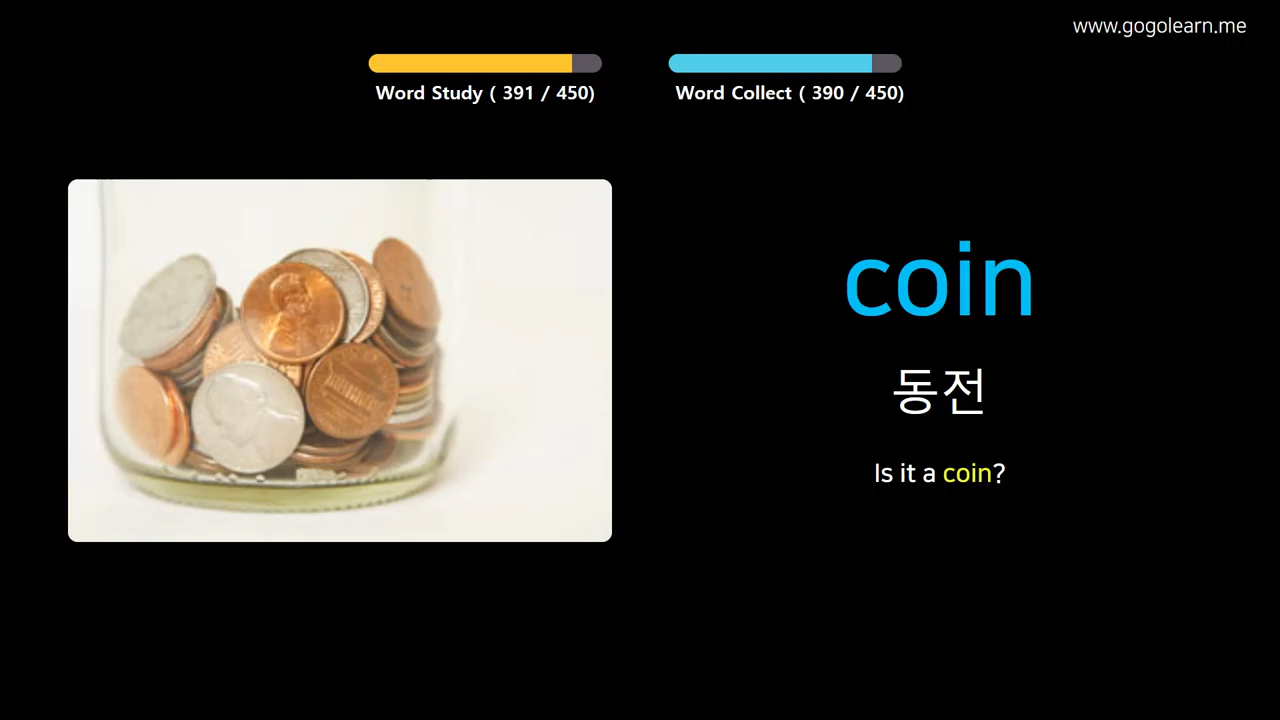 www.gogolearn.me
Word Study ( 391 / 450)
Word Collect ( 390 / 450)
coin
동전
Is it a coin?